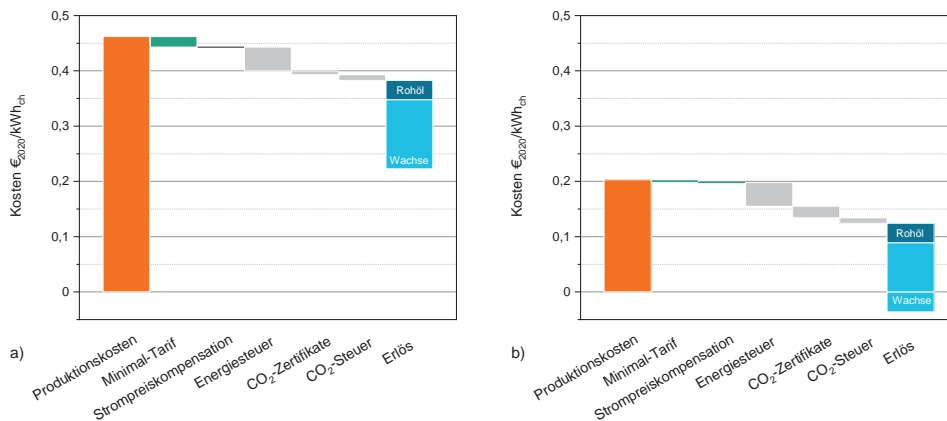 0,5
0,4
0,3
0,2
0,1
0
Kosten €2020/kWhch
Rohöl
Wachse
a)
Produktionskosten
Minimal-Tarif
Strompreiskompensation
Energiesteuer
CO2-Zertifikate
CO2-Steuer
Erlös
0,5
0,4
0,3
0,2
0,1
0
Kosten €2020/kWhch
Rohöl
Wachse
b)
Produktionskosten
Minimal-Tarif
Strompreiskompensation
Energiesteuer
CO2-Zertifikate
CO2-Steuer
Erlös